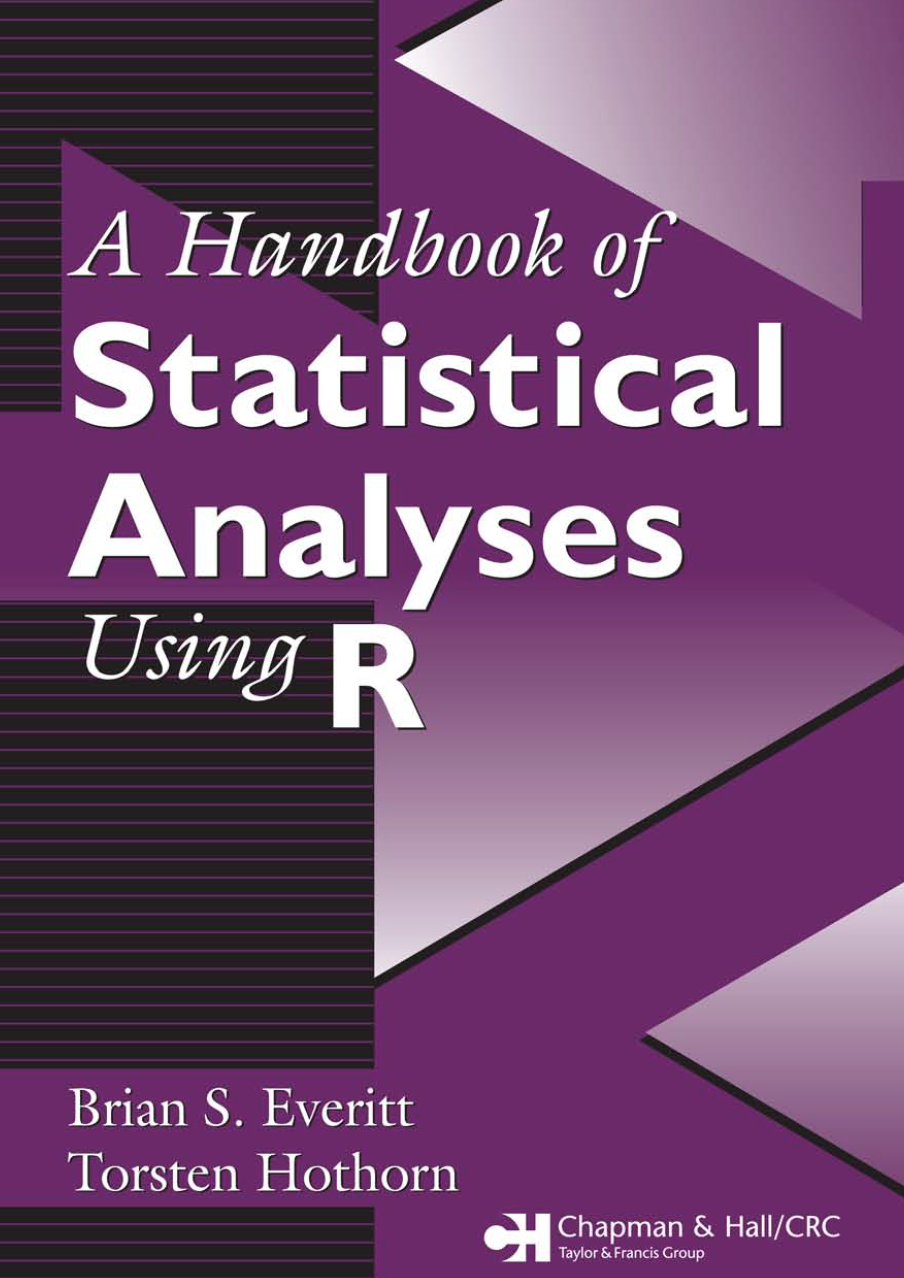 A Handbook of
Statistical
Analyses
Using R
Brian S. Everitt
Torsten Hothorn
CH Chapman & Hall/CRC
Taylor & Francis Group